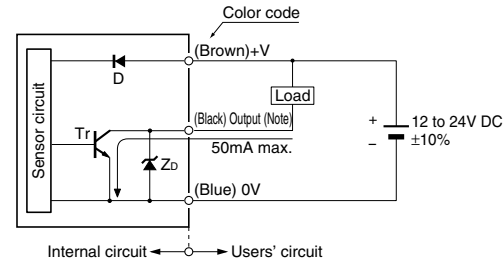 Color code
(Brown)+V
D
Load
Sensor circuit
Tr
(Black) Output (Note)
+ 12 to 24V DC
− ±10%
50mA max.
ZD
(Blue) 0V
Internal circuit Users' circuit